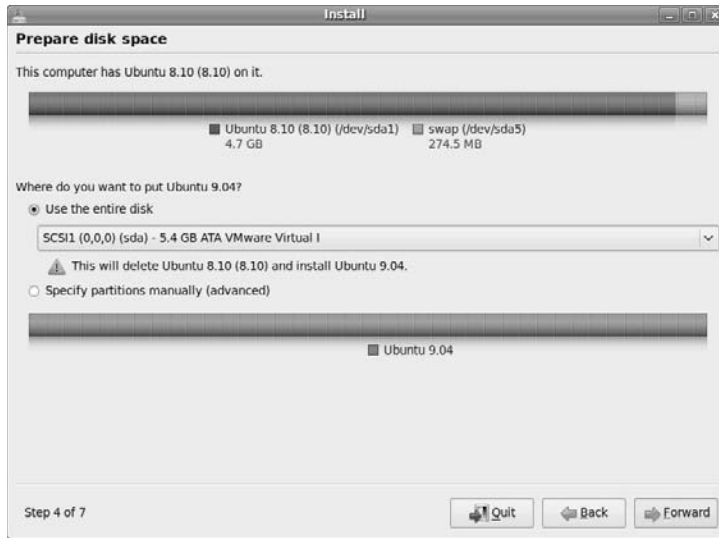 Install
Prepare disk space
This computer has Ubuntu 8.10 (8.10) on it.
Ubuntu 8.10 (8.10) (/dev/sda1) swap (/dev/sda5)
4.7 GB 274.5 MB
Where do you want to put Ubuntu 9.04?
Use the entire disk
SCSI1 (0,0,0) (sda) - 5.4 GB ATA VMware Virtual I
This will delete Ubuntu 8.10 (8.10) and install Ubuntu 9.04.
Specify partitions manually (advanced)
Ubuntu 9.04
Step 4 of 7 Quit Back Forward